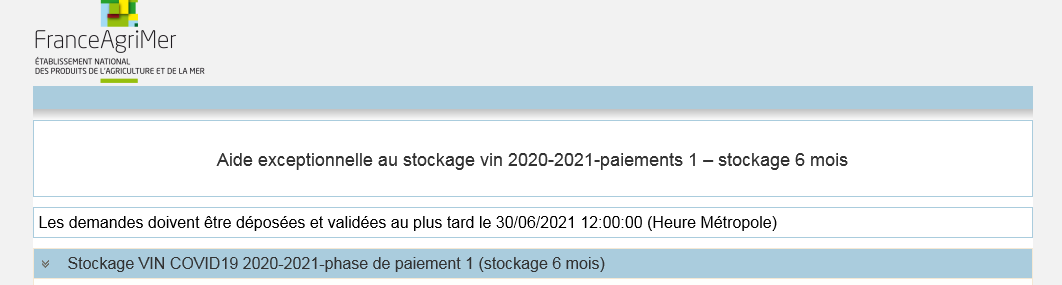 FranceAgriMer
ÉTABLISSEMENT NATIONAL
DES PRODUITS DE L'AGRICULTURE ET DE LA MER
Aide exceptionnelle au stockage vin 2020-2021-paiements 1 – stockage 6 mois
Les demandes doivent être déposées et validées au plus tard le 30/06/2021 12:00:00 (Heure Métropole)
Stockage VIN COVID19 2020-2021-phase de paiement 1 (stockage 6 mois)